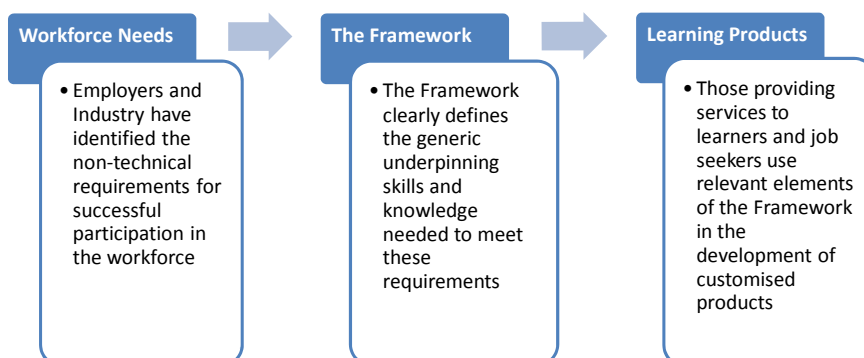 Workforce Needs
• Employers and
Industry have
identified the
non-technical
requirements for
successful
participation in
the workforce
The Framework
• The Framework
clearly defines
the generic
underpinning
skills and
knowledge
needed to meet
these
requirements
Learning Products
• Those providing
services to
learners and job
seekers use
relevant elements
of the Framework
in the
development of
customised
products